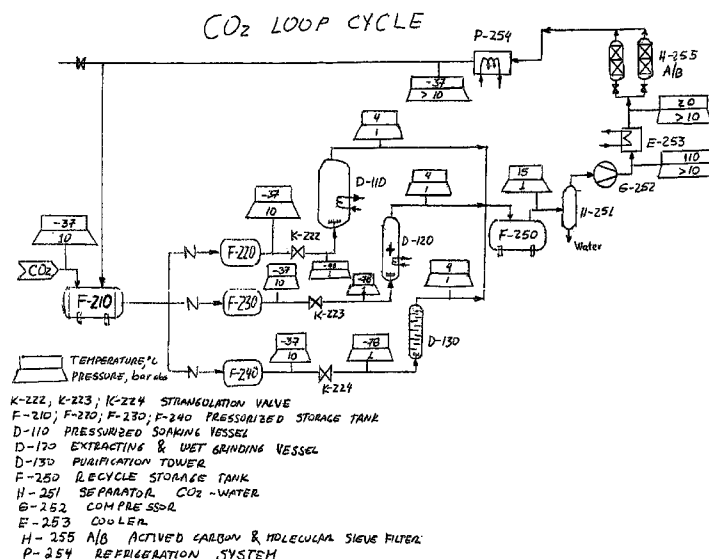 CO2 LOOP CYCLE
P-254
H-255
A/B
-37
>10
20
>10
E-253
110
>10
G-252
4
1
D-110
4
1
15
1
H-251
Water
F-250
-37
10
CO2
F-210
-37
10
F-220
K-222
-78
1
D-120
F-230
-37
10
K-223
-78
1
4
1
D-130
F-240
-37
10
K-224
-78
1
TEMPERATURE, °C
PRESSURE, bar abs
K-222; K-223; K-224 STRANGULATION VALVE
F-210; F-220; F-230; F-240 PRESSURIZED STORAGE TANK
D-110 PRESSURIZED SOAKING VESSEL
D-120 EXTRACTING & WET GRINDING VESSEL
D-130 PURIFICATION TOWER
F-250 RECYCLE STORAGE TANK
H-251 SEPARATOR CO2-WATER
G-252 COMPRESSOR
E-253 COOLER
H-255 A/B ACTIVED CARBON & MOLECULAR SIEVE FILTER
P-254 REFRIGERATION SYSTEM